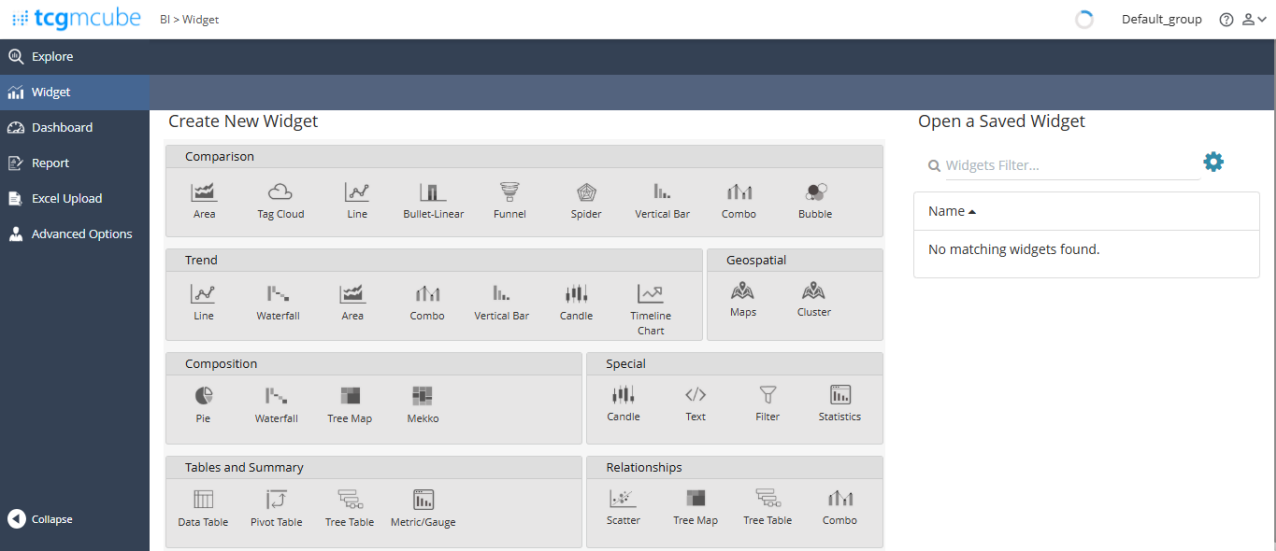 tcgmcube
BI > Widget
Default_group
Explore
Widget
Dashboard
Report
Excel Upload
Advanced Options
Collapse
Create New Widget
Comparison
Area
Tag Cloud
Line
Bullet-Linear
Funnel
Spider
Vertical Bar
Combo
Bubble
Trend
Line
Waterfall
Area
Combo
Vertical Bar
Candle
Timeline
Chart
Geospatial
Maps
Cluster
Composition
Pie
Waterfall
Tree Map
Mekko
Special
Candle
Text
Filter
Statistics
Tables and Summary
Data Table
Pivot Table
Tree Table
Metric/Gauge
Relationships
Scatter
Tree Map
Tree Table
Combo
Open a Saved Widget
Widgets Filter...
Name
No matching widgets found.